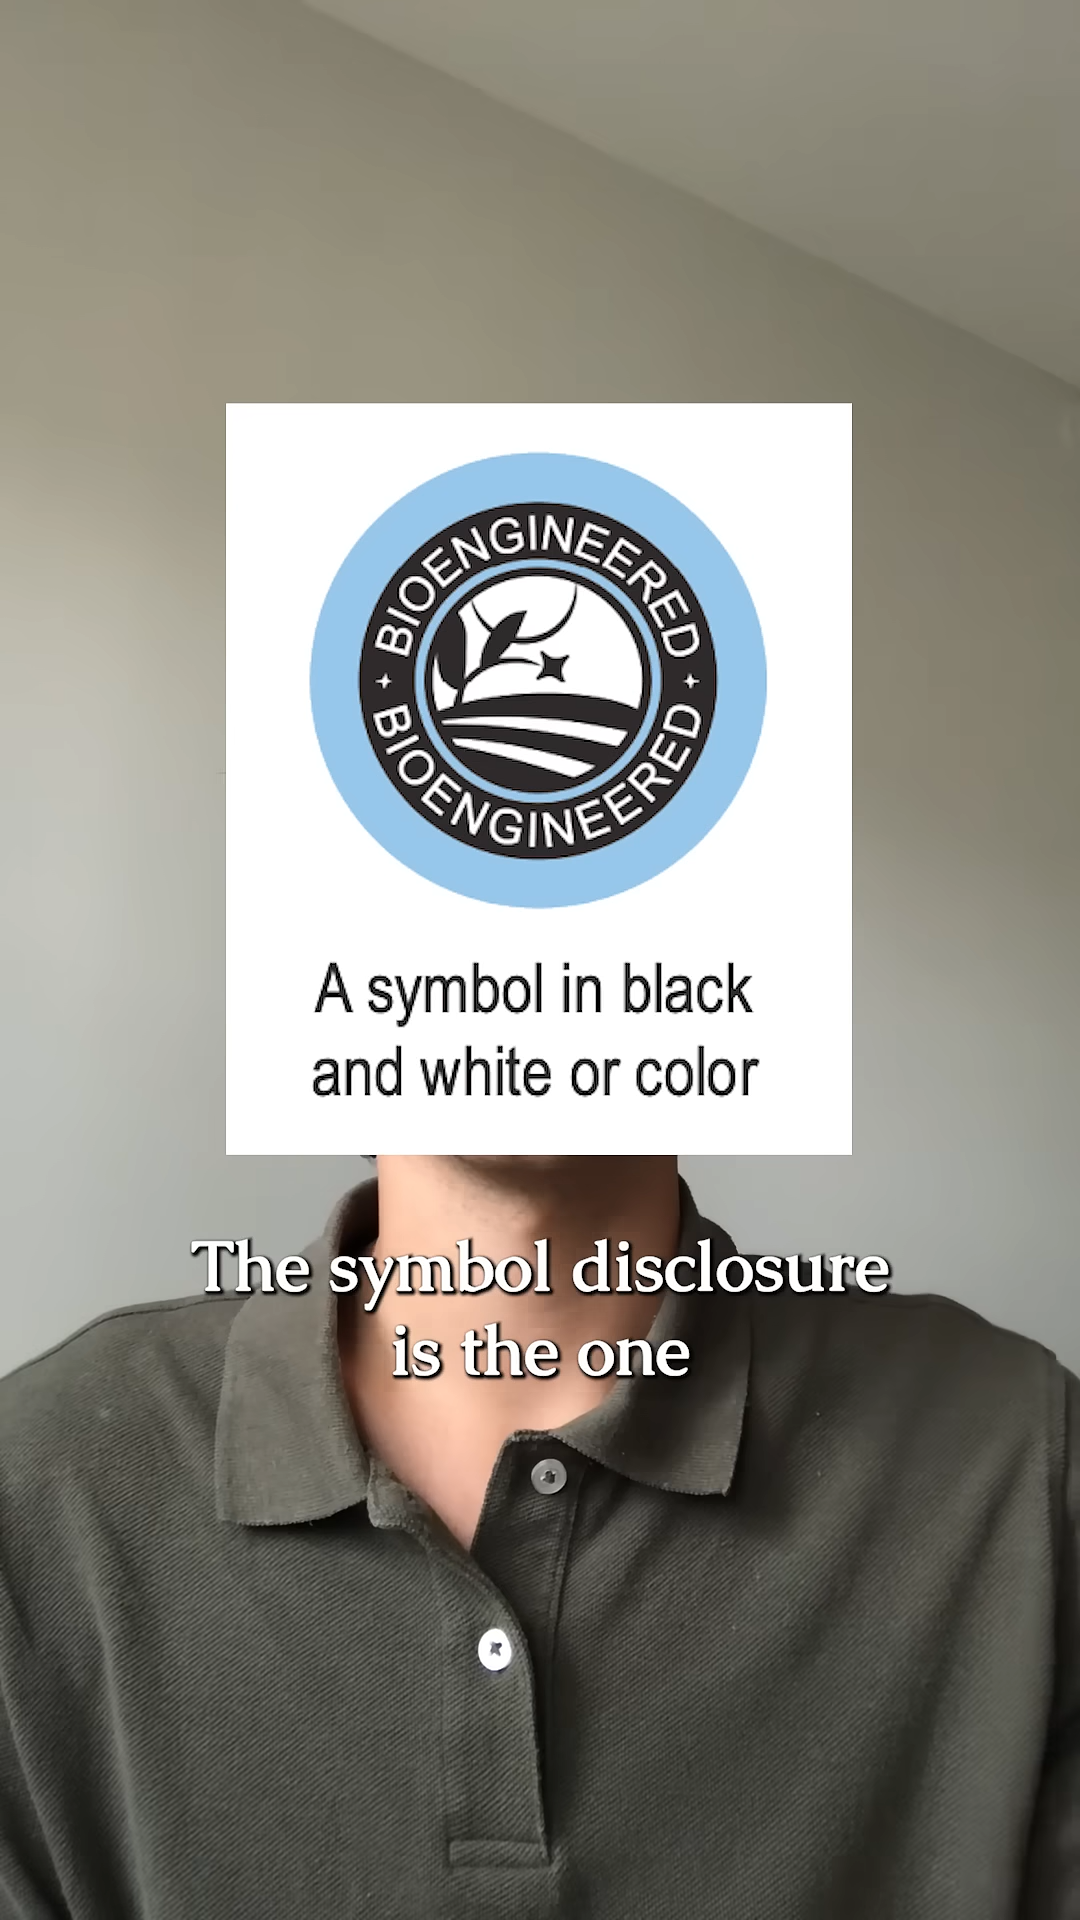 BIOENGINEERED
BIOENGINEERED
A symbol in black
and white or color
The symbol disclosure
is the one